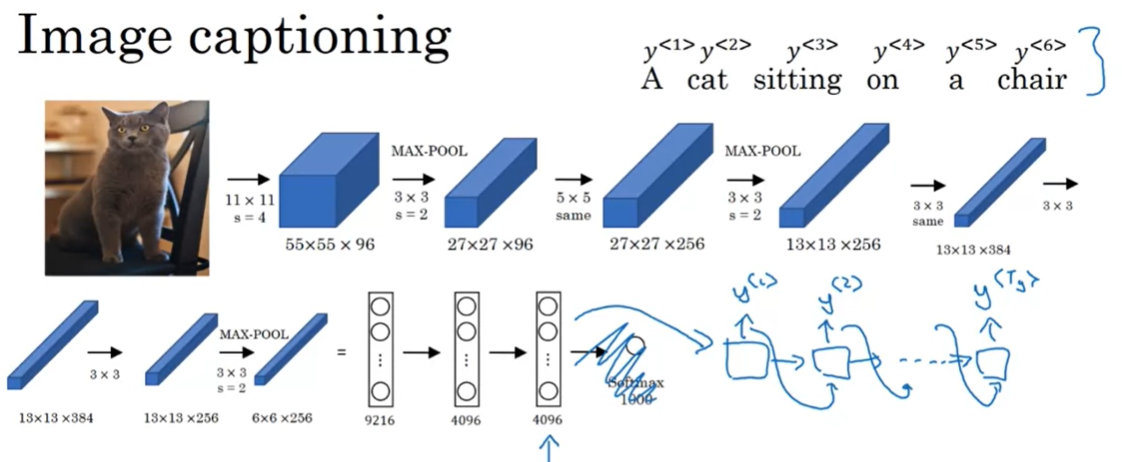 Image captioning
y<1> y<2> y<3> y<4> y<5> y<6>
A cat sitting on a chair
MAX-POOL
MAX-POOL
11 × 11
s = 4
3 × 3
s = 2
5 × 5
same
3 × 3
s = 2
3 × 3
same
3 × 3
55×55 × 96
27×27 ×96
27×27 ×256
13×13 ×256
13×13 ×384
y<1>
y<2>
y<Ty>
MAX-POOL
3 × 3
3 × 3
s = 2
=
Softmax
1000
13×13 ×384
13×13 ×256
6×6 ×256
9216
4096
4096